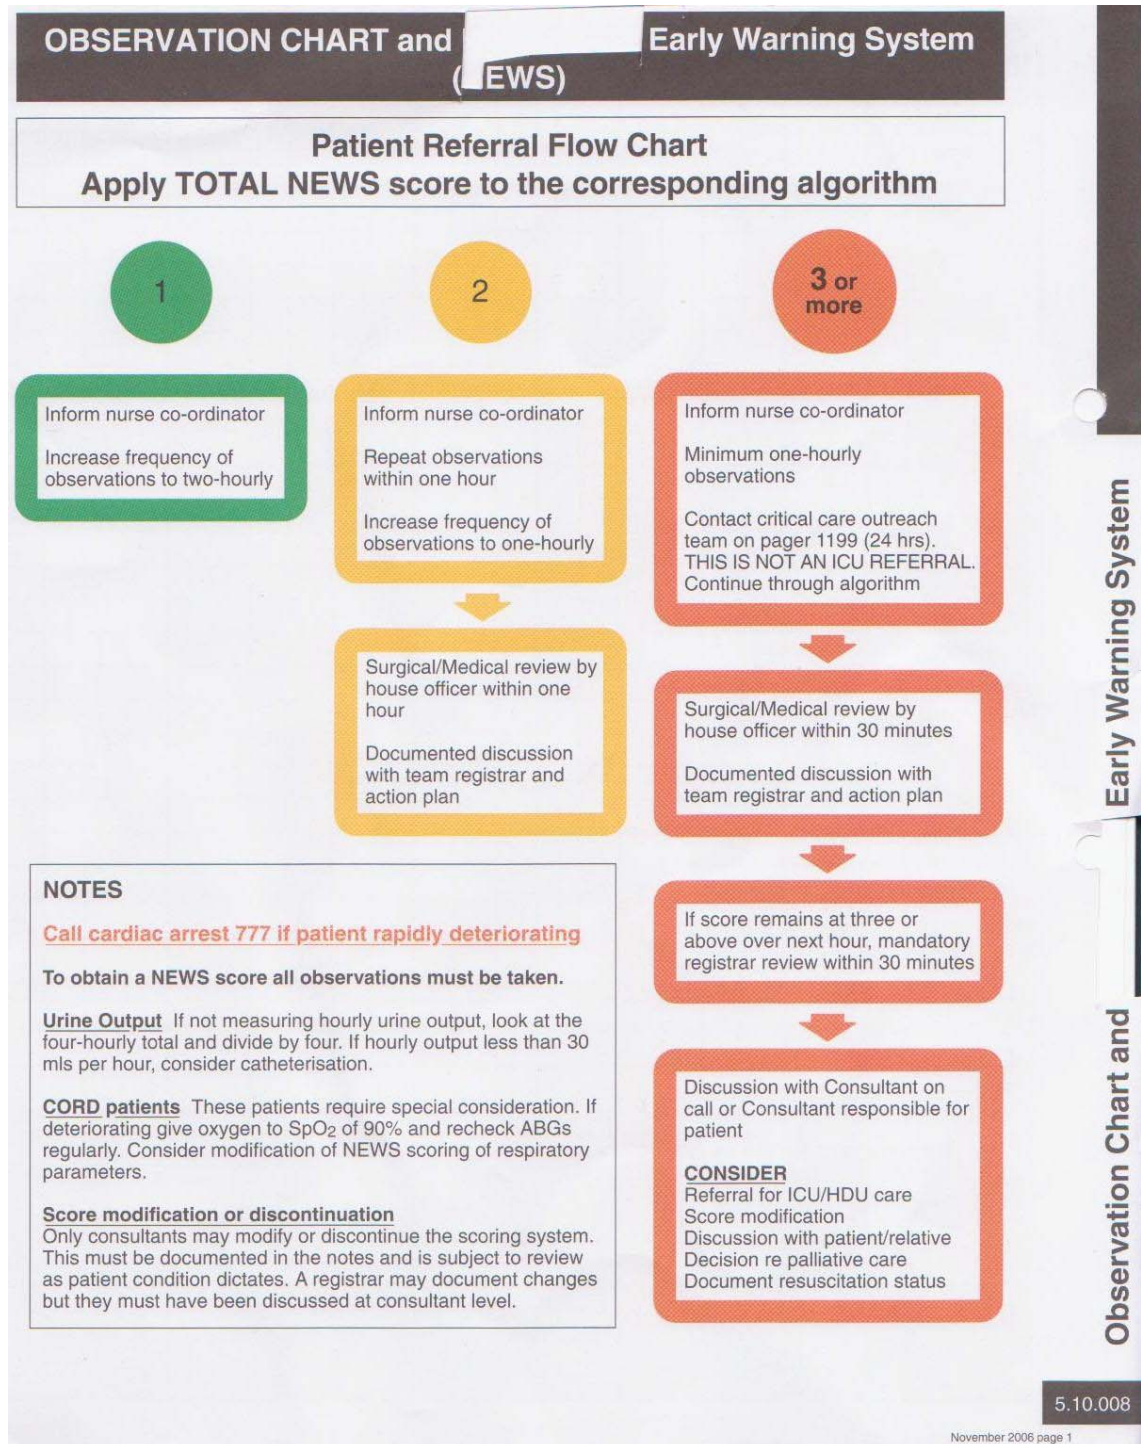 OBSERVATION CHART and Early Warning System
(EWS)
Patient Referral Flow Chart
Apply TOTAL NEWS score to the corresponding algorithm
1
Inform nurse co-ordinator
Increase frequency of
observations to two-hourly
2
Inform nurse co-ordinator
Repeat observations
within one hour
Increase frequency of
observations to one-hourly
Surgical/Medical review by
house officer within one
hour
Documented discussion
with team registrar and
action plan
3 or
more
Inform nurse co-ordinator
Minimum one-hourly
observations
Contact critical care outreach
team on pager 1199 (24 hrs).
THIS IS NOT AN ICU REFERRAL.
Continue through algorithm
Surgical/Medical review by
house officer within 30 minutes
Documented discussion with
team registrar and action plan
If score remains at three or
above over next hour, mandatory
registrar review within 30 minutes
Discussion with Consultant on
call or Consultant responsible for
patient
CONSIDER
Referral for ICU/HDU care
Score modification
Discussion with patient/relative
Decision re palliative care
Document resuscitation status
NOTES
Call cardiac arrest 777 if patient rapidly deteriorating
To obtain a NEWS score all observations must be taken.
Urine Output If not measuring hourly urine output, look at the
four-hourly total and divide by four. If hourly output less than 30
mls per hour, consider catheterisation.
CORD patients These patients require special consideration. If
deteriorating give oxygen to SpO2 of 90% and recheck ABGs
regularly. Consider modification of NEWS scoring of respiratory
parameters.
Score modification or discontinuation
Only consultants may modify or discontinue the scoring system.
This must be documented in the notes and is subject to review
as patient condition dictates. A registrar may document changes
but they must have been discussed at consultant level.
Observation Chart and Early Warning System
5.10.008
November 2006 page 1